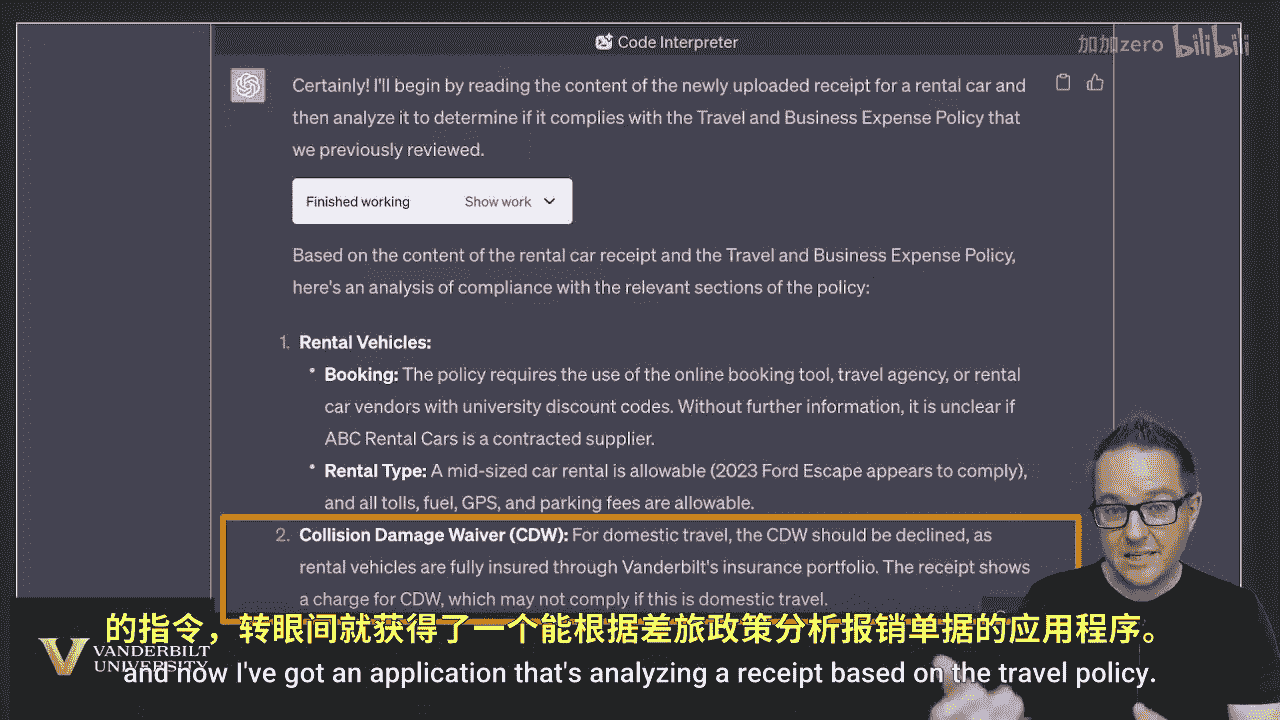 Code Interpreter
加加zero bilibili
Certainly! I'll begin by reading the content of the newly uploaded receipt for a rental car and
then analyze it to determine if it complies with the Travel and Business Expense Policy that
we previously reviewed.
Finished working Show work
Based on the content of the rental car receipt and the Travel and Business Expense Policy,
here's an analysis of compliance with the relevant sections of the policy:
1. Rental Vehicles:
• Booking: The policy requires the use of the online booking tool, travel agency, or rental
car vendors with university discount codes. Without further information, it is unclear if
ABC Rental Cars is a contracted supplier.
• Rental Type: A mid-sized car rental is allowable (2023 Ford Escape appears to comply),
and all tolls, fuel, GPS, and parking fees are allowable.
2. Collision Damage Waiver (CDW): For domestic travel, the CDW should be declined, as
rental vehicles are fully insured through Vanderbilt's insurance portfolio. The receipt shows
a charge for CDW, which may not comply if this is domestic travel.
的指令，转眼间就获得了一个能根据差旅政策分析报销单据的应用程序。
VANDERBILT
UNIVERSITY
and now I've got an application that's analyzing a receipt based on the travel policy.